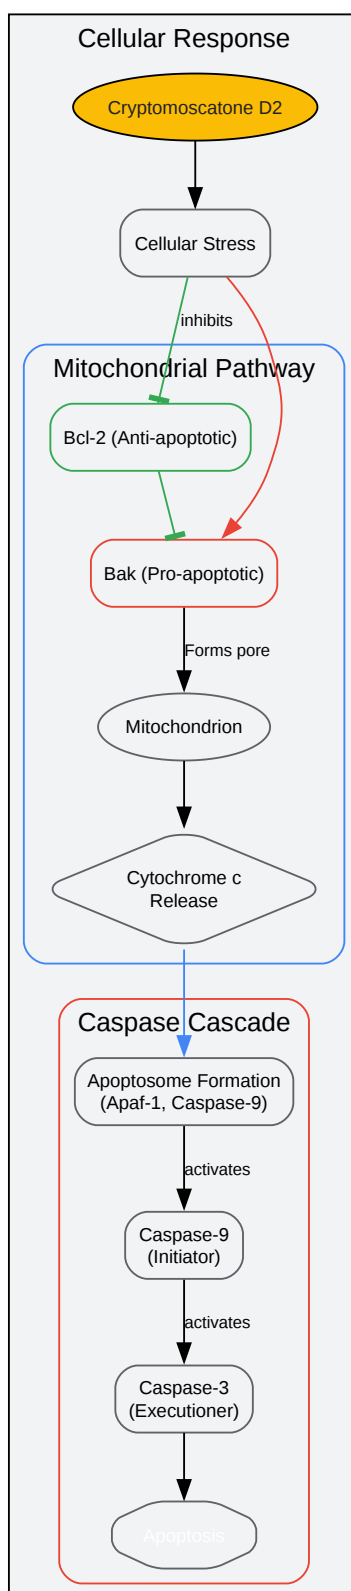 Cellular Response
Cryptomoscatone D2
Cellular Stress
inhibits
Mitochondrial Pathway
Bcl-2 (Anti-apoptotic)
Bak (Pro-apoptotic)
Forms pore
Mitochondrion
Cytochrome c
Release
Caspase Cascade
Apoptosome Formation
(Apaf-1, Caspase-9)
activates
Caspase-9
(Initiator)
activates
Caspase-3
(Executioner)
Apoptosis